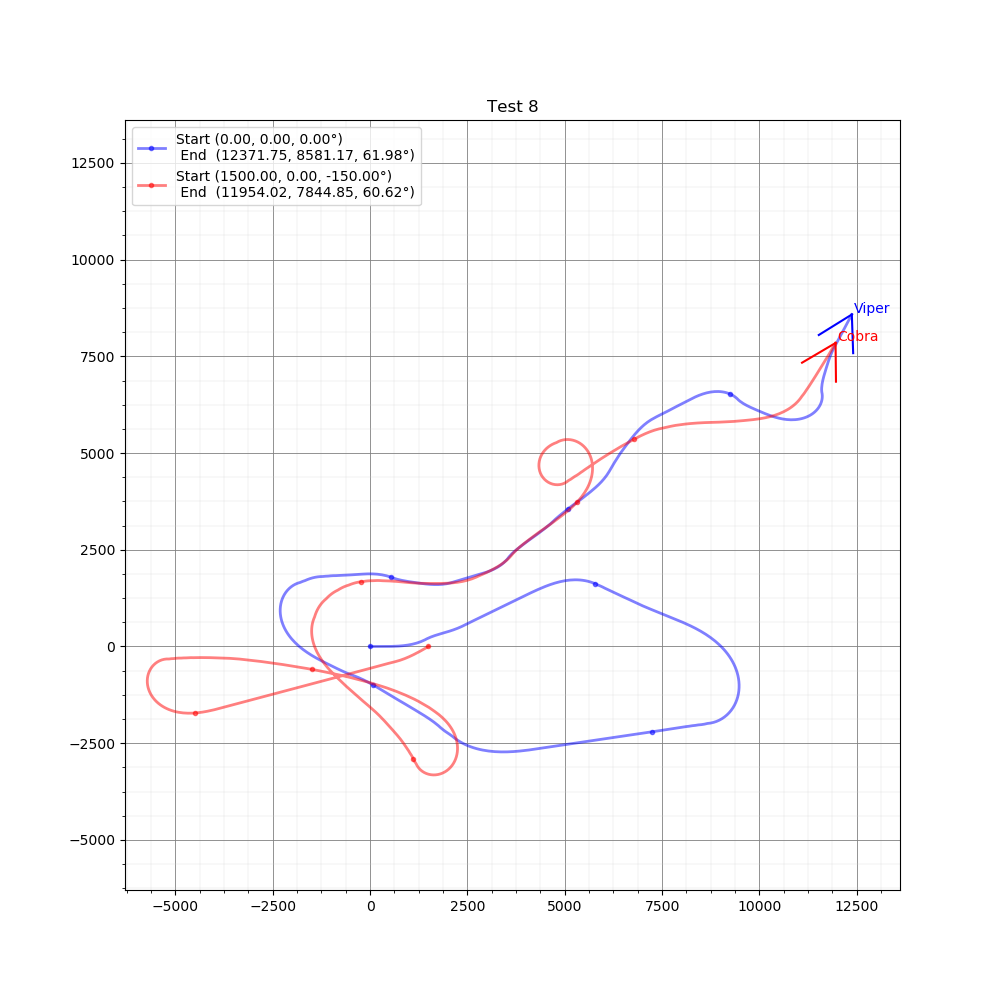 Test 8
Start (0.00, 0.00, 0.00°)
End  (12371.75, 8581.17, 61.98°)
Start (1500.00, 0.00, -150.00°)
End  (11954.02, 7844.85, 60.62°)
12500
10000
7500
5000
2500
0
−2500
−5000
Viper
Cobra
−5000 −2500 0 2500 5000 7500 10000 12500